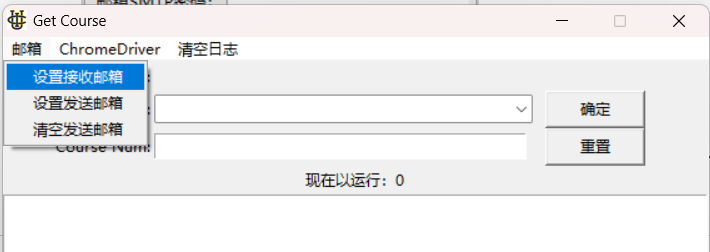 Get Course
邮箱 ChromeDriver 清空日志
设置接收邮箱
设置发送邮箱
确定
清空发送邮箱
Course Num:
重置
现在以运行：0